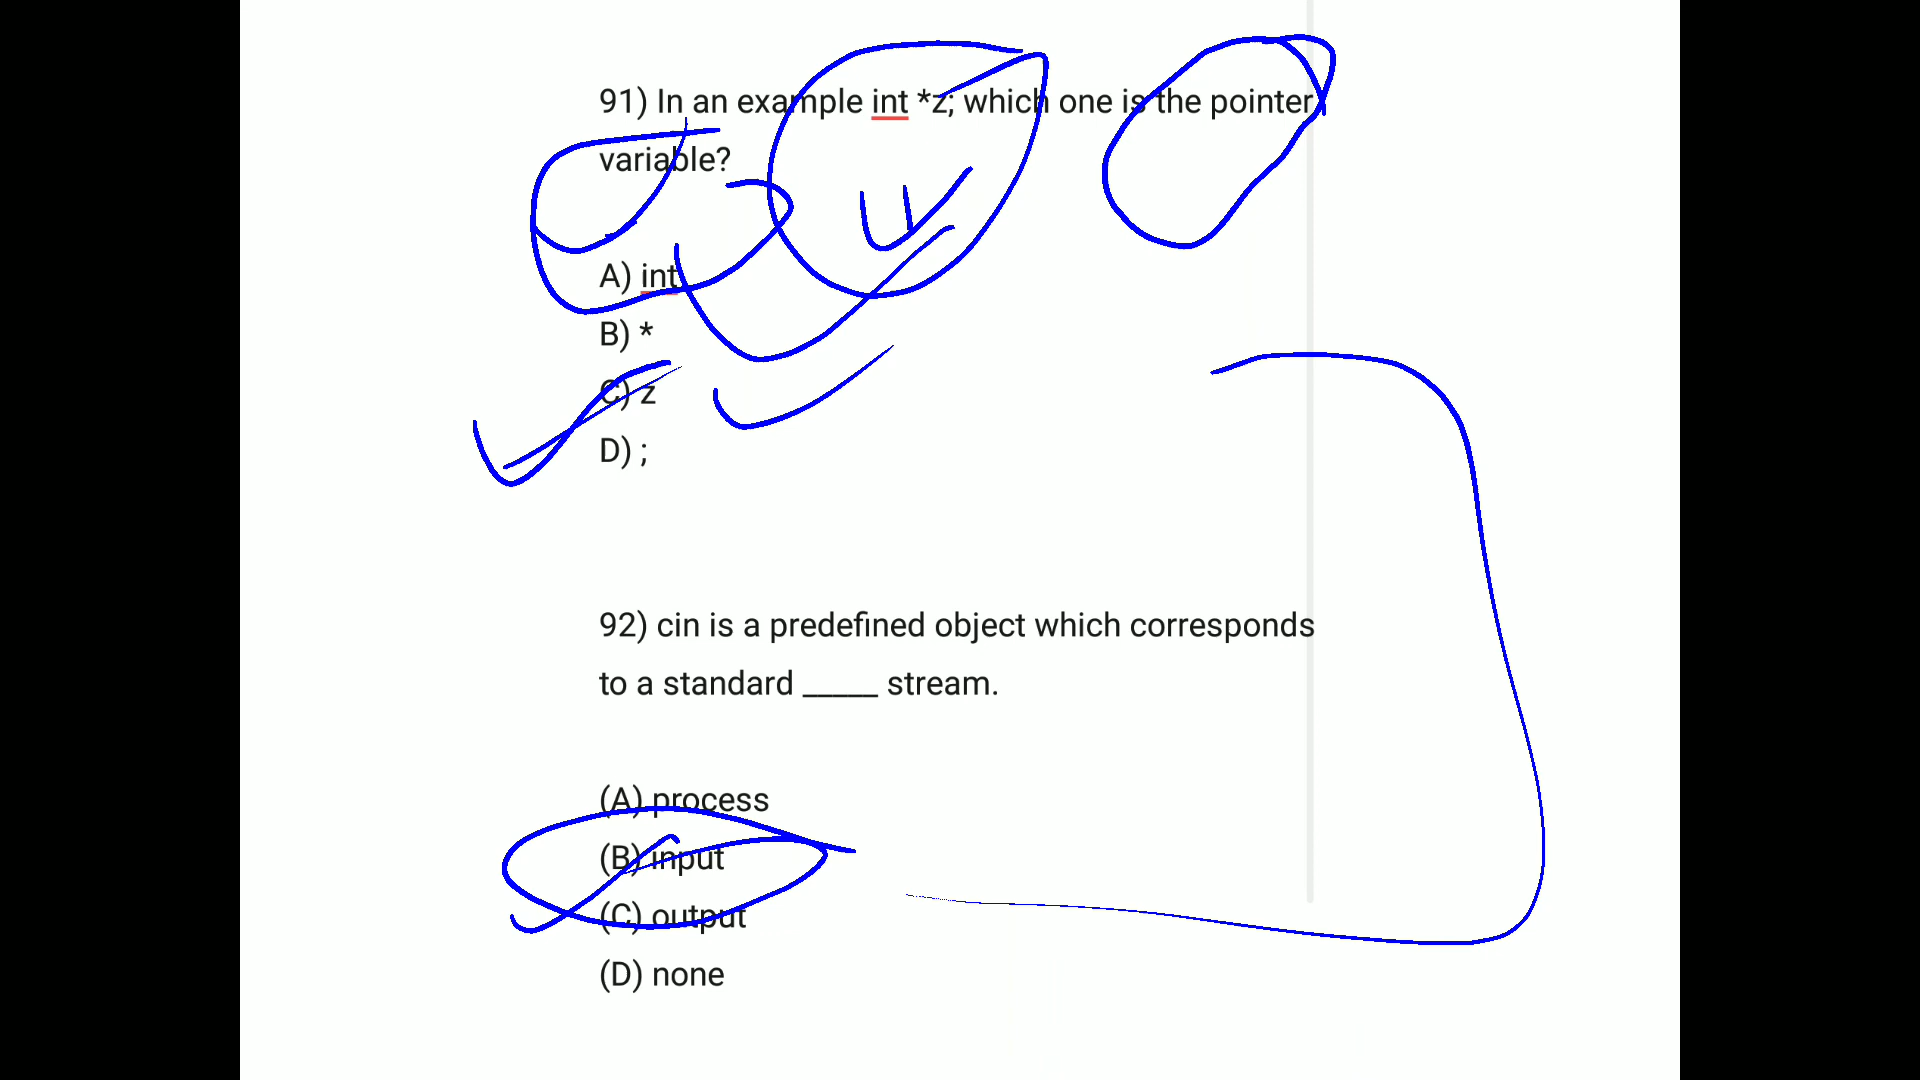 91) In an example int *z; which one is the pointer
variable?
A) int
B) *
C) z
D) ;
92) cin is a predefined object which corresponds
to a standard _____ stream.
(A) process
(B) input
(C) output
(D) none